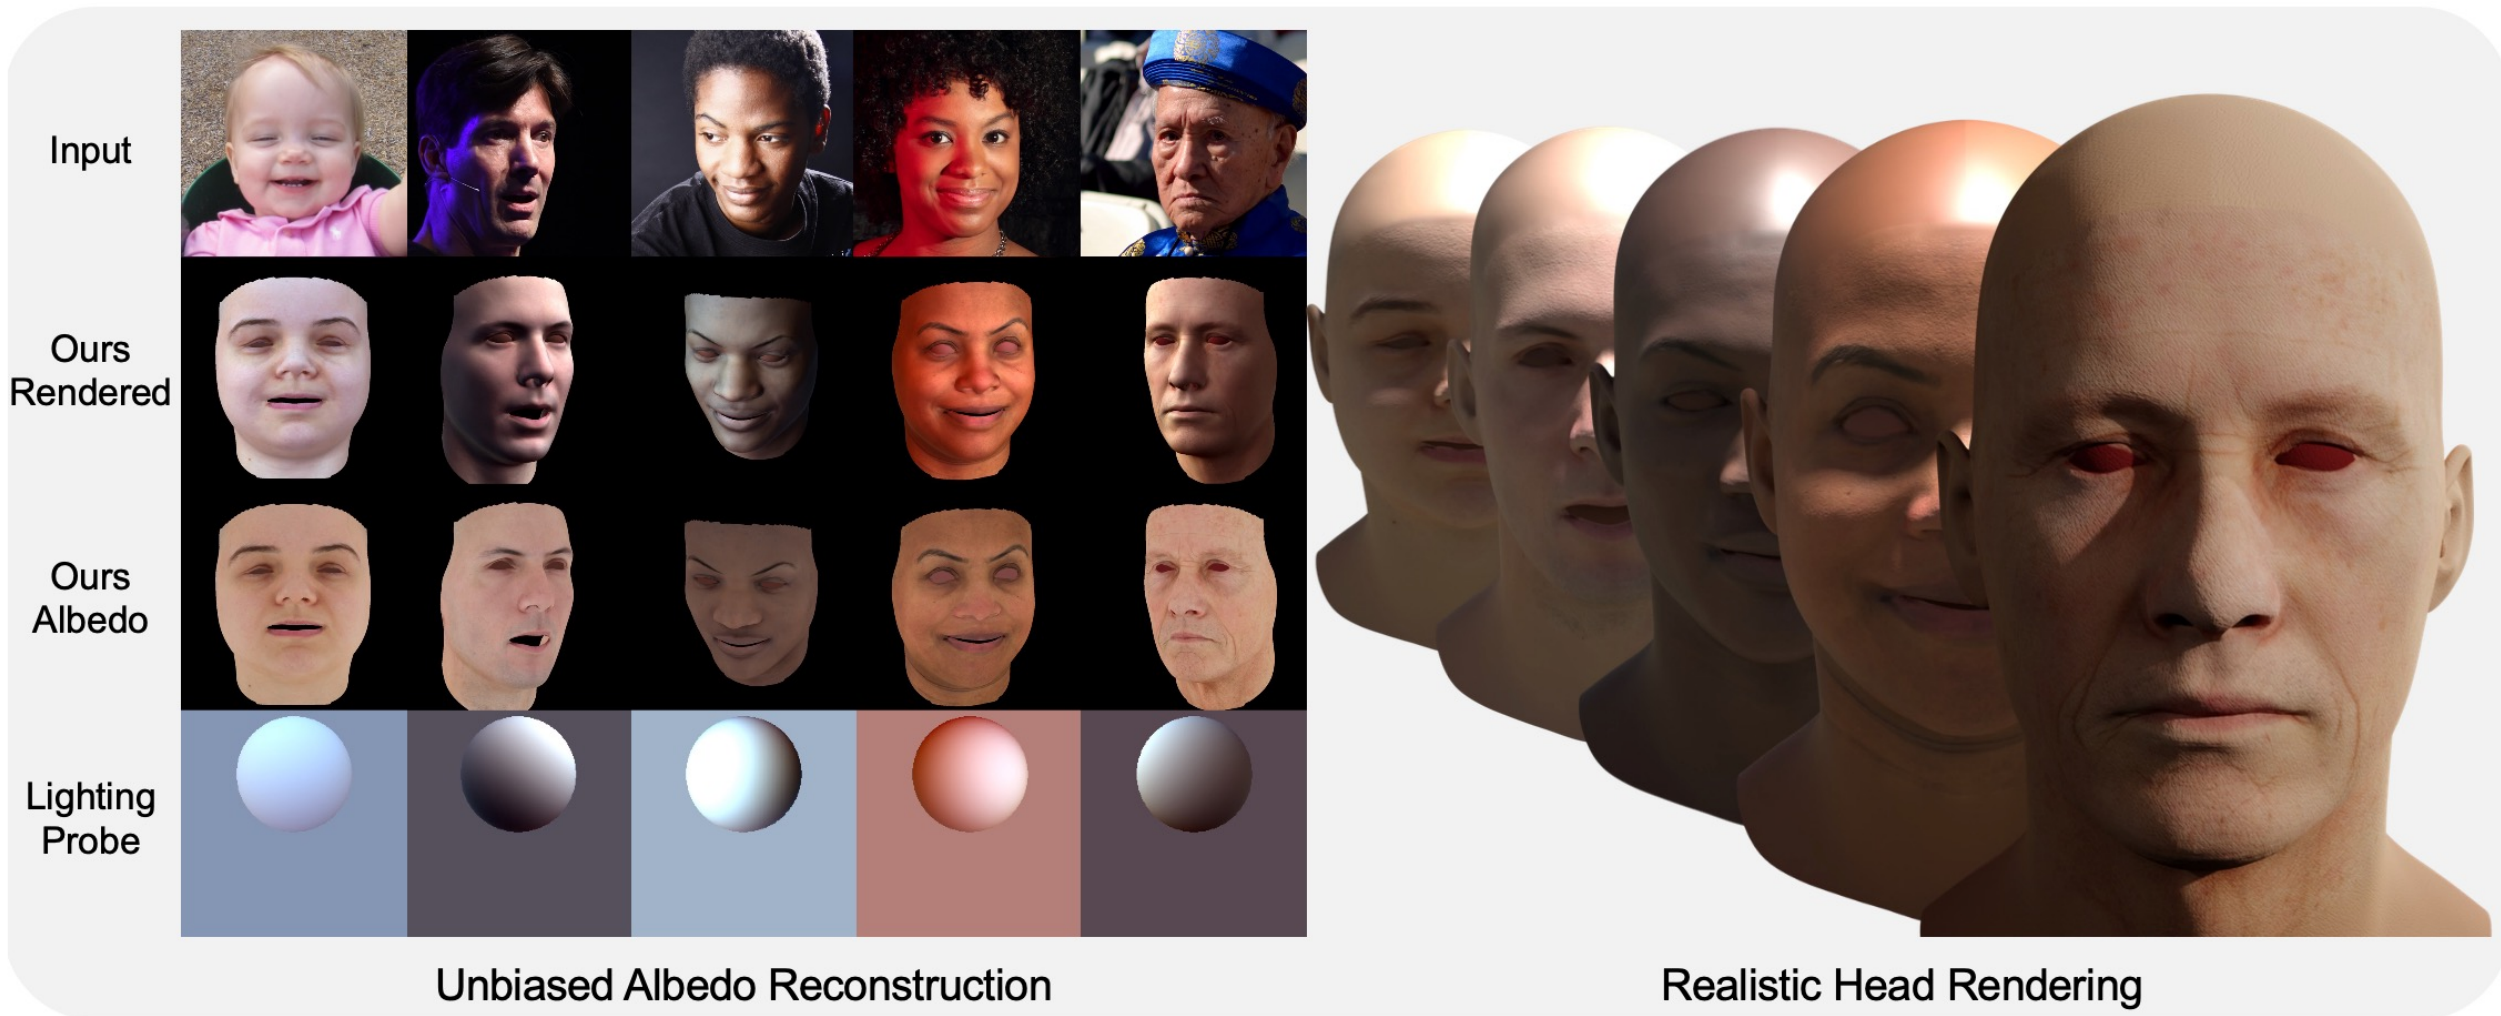 Input
Ours
Rendered
Ours
Albedo
Lighting
Probe
Unbiased Albedo Reconstruction
Realistic Head Rendering